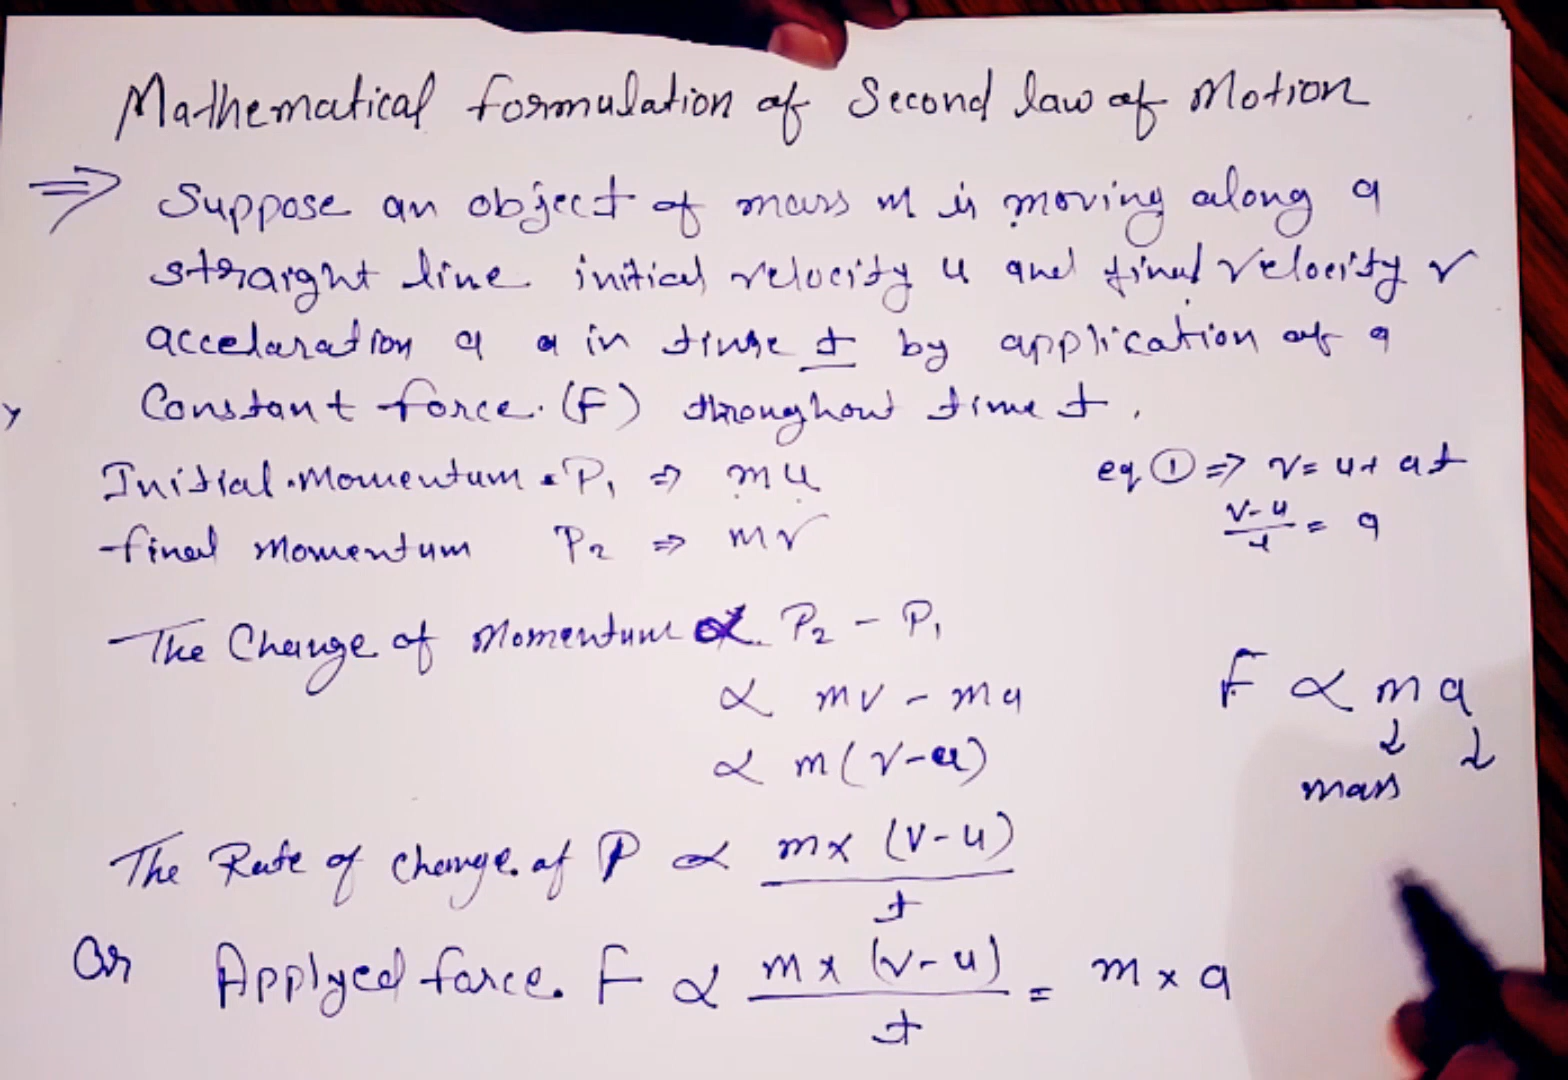 Mathematical formulation of Second law of Motion
⇒ Suppose an object of mass m is moving along a
straight line initial velocity u and final velocity v
accelaration a a in time t by application of a
Constant force. (F) throughout time t.
Initial Momentum = P₁ ⇒ mu
final Momentum P₂ ⇒ mv
eq ① ⇒ v = u + at
v-u/t = a
The Change of Momentum ∝ P₂ - P₁
∝ mv - mu
∝ m(v-u)
F ∝ ma
↓ ↓
mass
The Rate of change of P ∝ m × (v-u)/t
Or Applyed force. F ∝ m × (v-u)/t = m × a